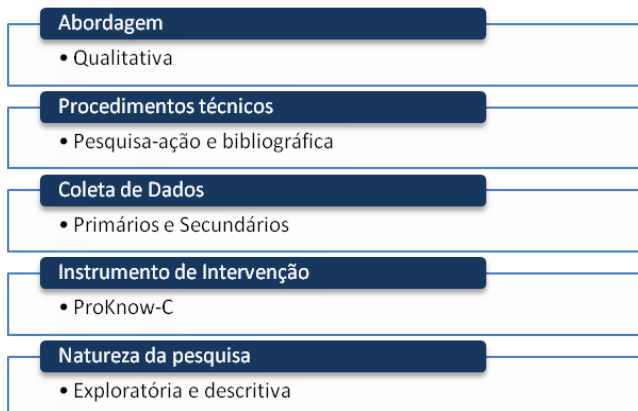 Abordagem
• Qualitativa
Procedimentos técnicos
• Pesquisa-ação e bibliográfica
Coleta de Dados
• Primários e Secundários
Instrumento de Intervenção
• ProKnow-C
Natureza da pesquisa
• Exploratória e descritiva